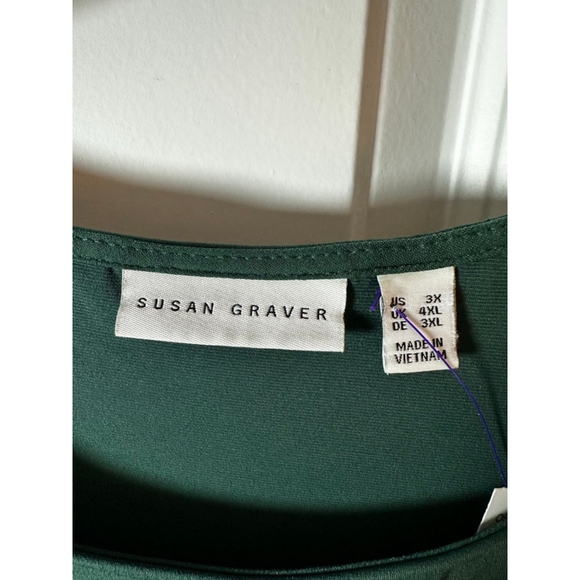 SUSAN GRAVER
US 3X
UK 4XL
DE 3XL
MADE IN
VIETNAM